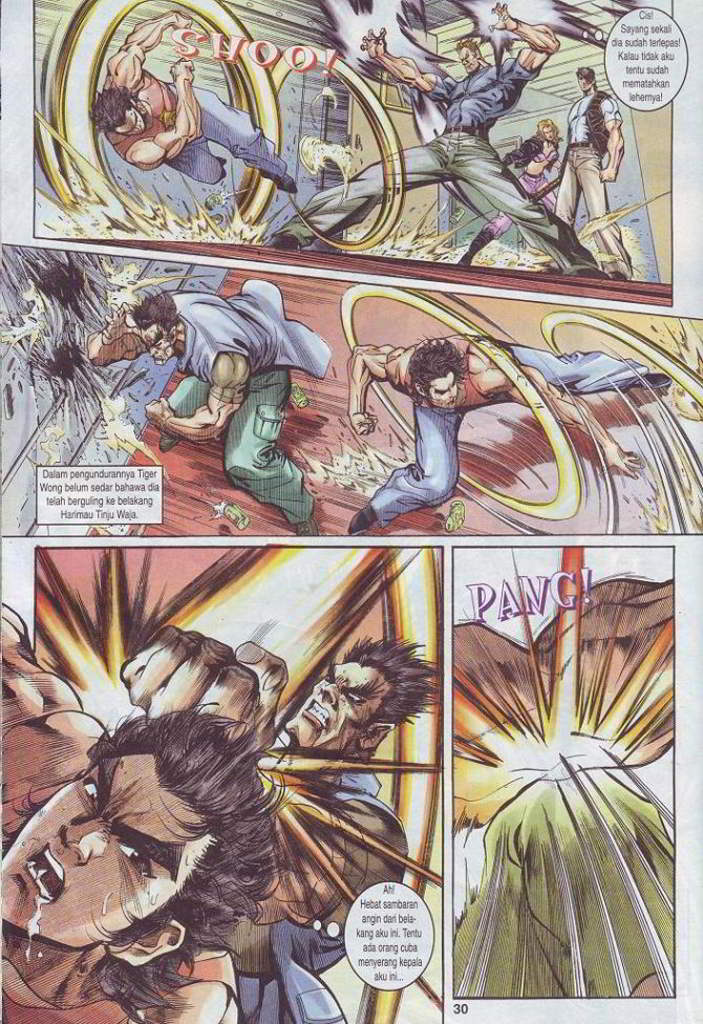 SHOO!
Cis!
Sayang sekali
dia sudah terlepas!
Kalau tidak aku
tentu sudah
mematahkan
lehernya!
Dalam pengundurannya Tiger
Wong belum sedar bahawa dia
telah berguling ke belakang
Harimau Tinju Waja.
Ah!
Hebat sambaran
angin dari bela-
kang aku ini. Tentu
ada orang cuba
menyerang kepala
aku ini...
PANG!
30